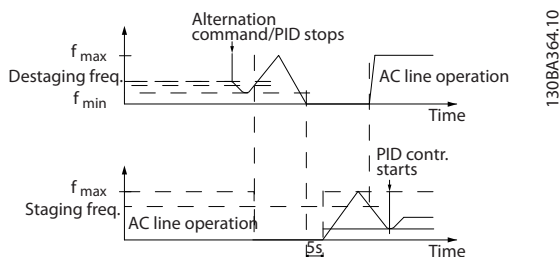 Alternation
command/PID stops
f max
Destaging freq.
f min
AC line operation
Time
PID contr.
starts
f max
Staging freq.
AC line operation
5s
Time
130BA364.10